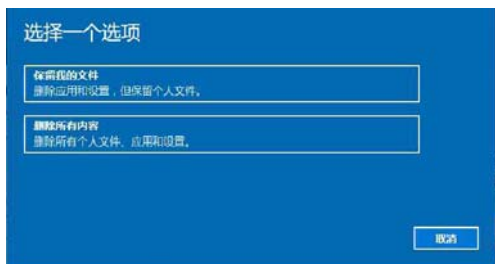 选择一个选项
保留我的文件
删除应用和设置，但保留个人文件。
删除所有内容
删除所有个人文件、应用和设置。
取消